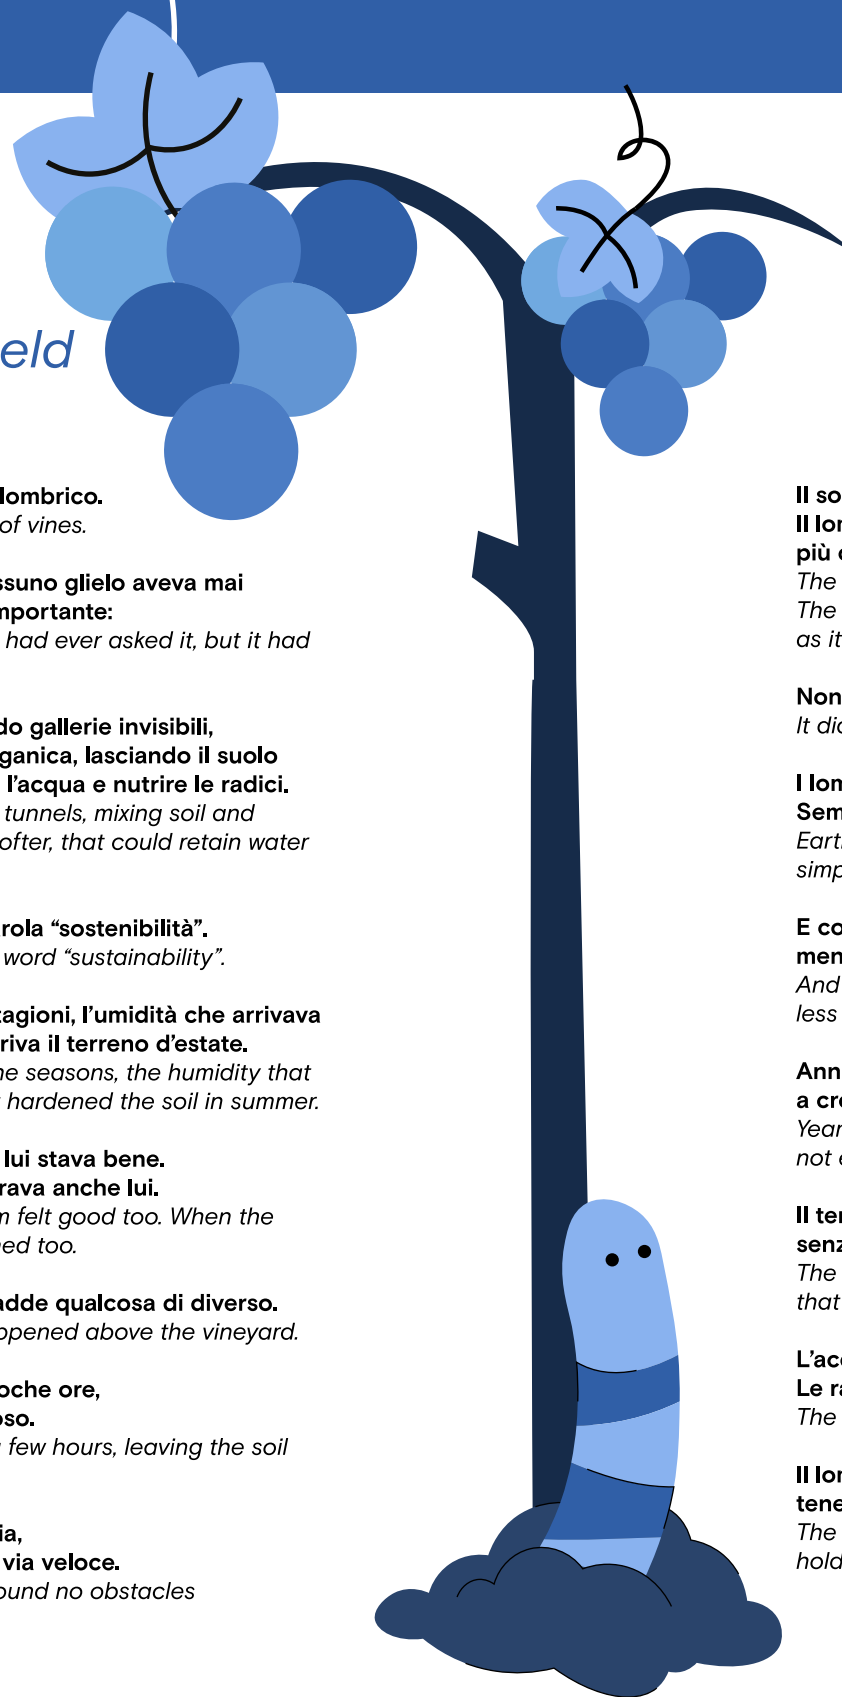 eld
lombrico.
of vines.
ssuno glielo aveva mai
mportante:
had ever asked it, but it had
do gallerie invisibili,
ganica, lasciando il suolo
l’acqua e nutrire le radici.
tunnels, mixing soil and
ofter, that could retain water
rola “sostenibilità”.
word “sustainability”.
tagioni, l’umidità che arrivava
riva il terreno d’estate.
he seasons, the humidity that
hardened the soil in summer.
lui stava bene.
rava anche lui.
m felt good too. When the
ned too.
adde qualcosa di diverso.
ppened above the vineyard.
oche ore,
oso.
few hours, leaving the soil
ia,
via veloce.
ound no obstacles
Il so
Il lor
più e
The
The
as it
Non
It did
I lom
Sem
Eart
simp
E co
men
And
less
Ann
a cre
Year
not e
Il ter
senz
The
that
L’acc
Le ra
The
Il lon
tene
The
hold